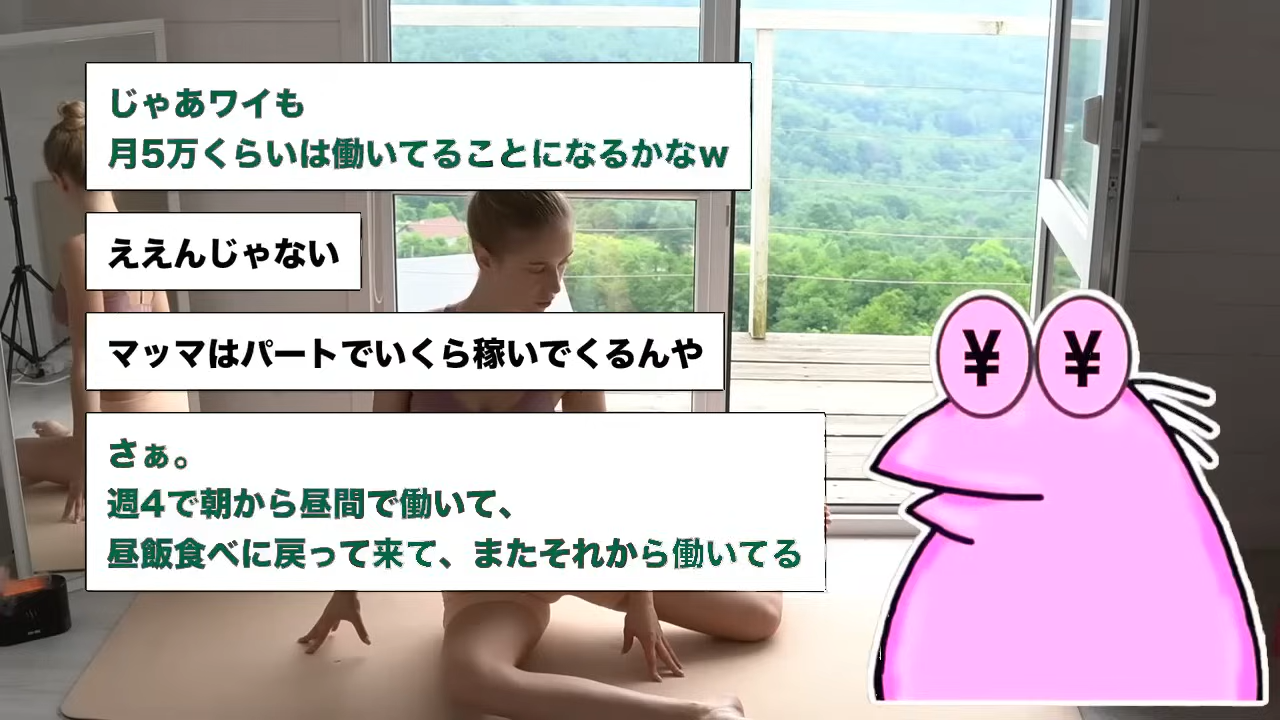 じゃあワイも
月5万くらいは働いてることになるかなw
ええんじゃない
マッマはパートでいくら稼いでくるんや
さぁ。
週4で朝から昼間で働いて、
昼飯食べに戻って来て、またそれから働いてる
¥ ¥